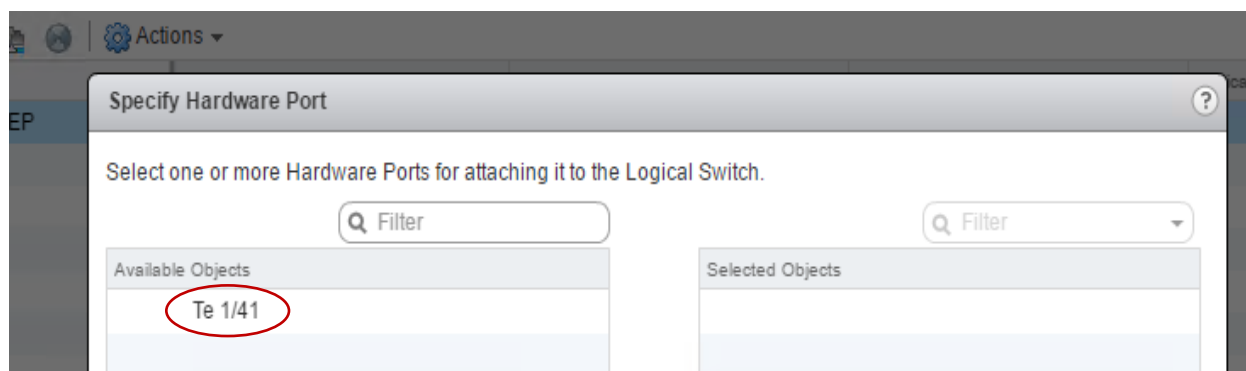 Actions
EP
Specify Hardware Port
?
Select one or more Hardware Ports for attaching it to the Logical Switch.
Filter
Filter
Available Objects
Selected Objects
Te 1/41